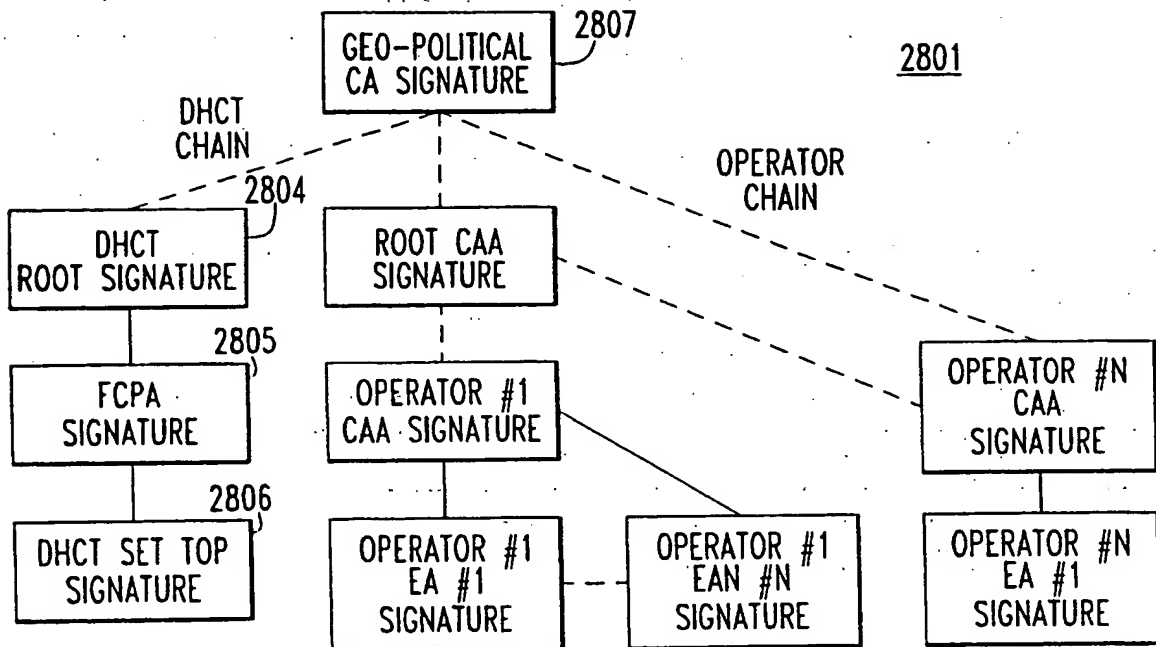 2807
GEO-POLITICAL
CA SIGNATURE
2801
DHCT
CHAIN
OPERATOR
CHAIN
2804
DHCT
ROOT SIGNATURE
ROOT CAA
SIGNATURE
2805
FCPA
SIGNATURE
OPERATOR #1
CAA SIGNATURE
OPERATOR #N
CAA
SIGNATURE
2806
DHCT SET TOP
SIGNATURE
OPERATOR #1
EA #1
SIGNATURE
OPERATOR #1
EAN #N
SIGNATURE
OPERATOR #N
EA #1
SIGNATURE